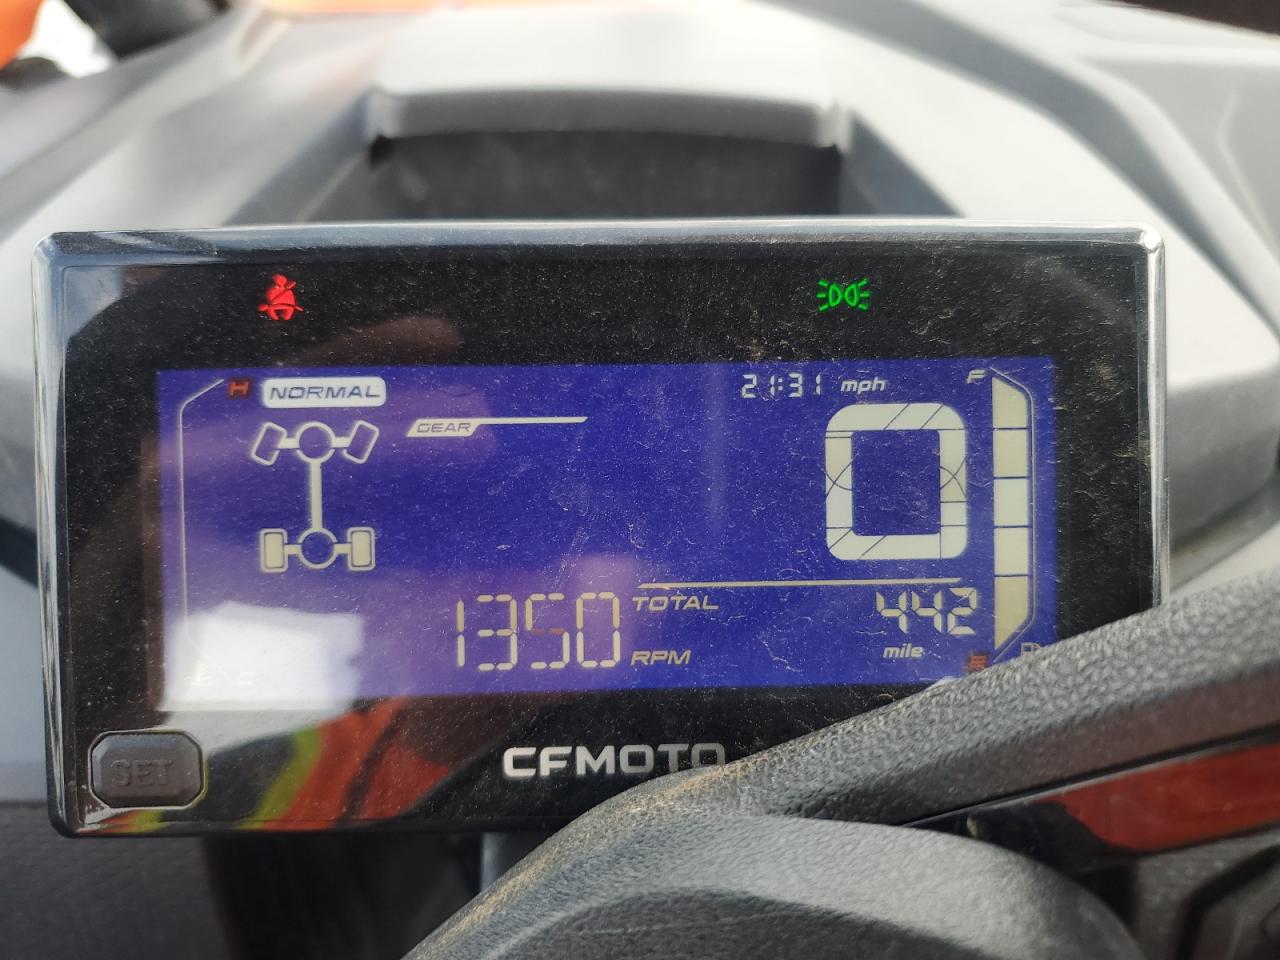 H NORMAL 21:31 mph F
GEAR
0
TOTAL 442
1350 RPM mile
C
SET CFMOTO